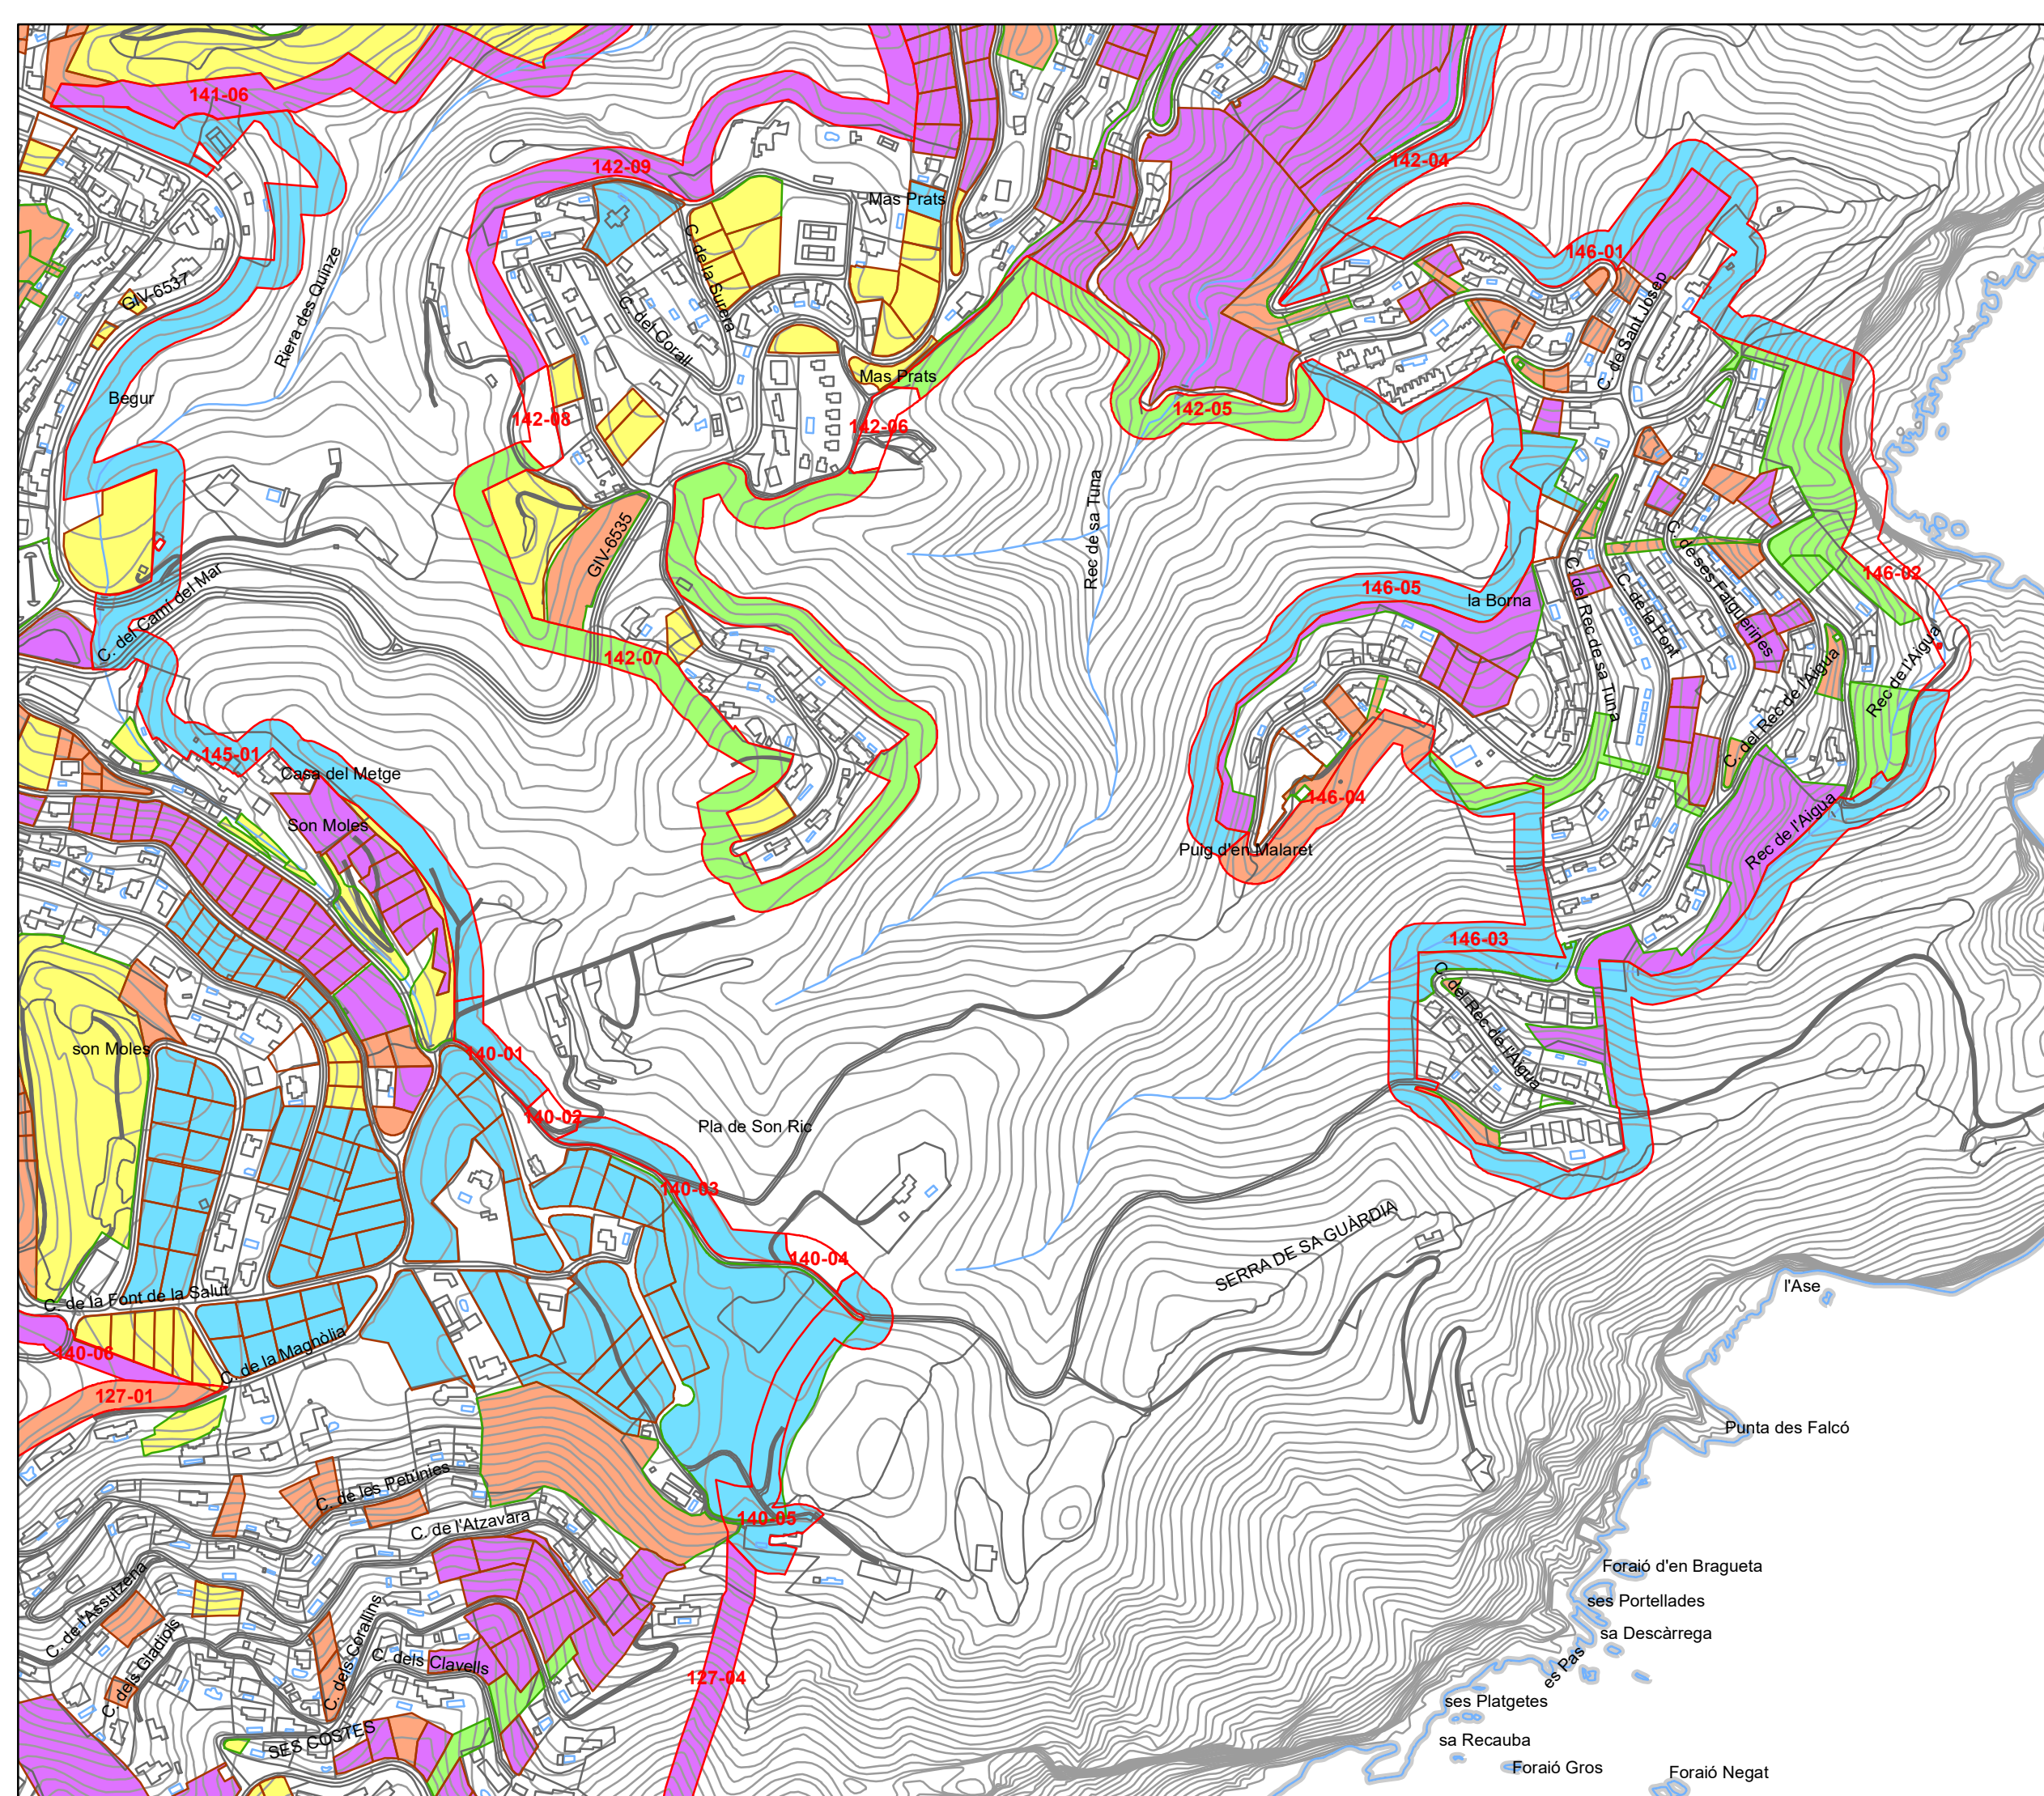 141-06
142-09
142-04
Mas Prats
C. de la Surera
146-01
GIV-6537
Riera des Quinze
C. del Corall
C. de Sant Josep
Begur
Mas Prats
142-08
142-06
142-05
Rec de sa Tuna
GIV-6535
C. del Camí del Mar
146-05
la Borna
C. del Rec de sa Tuna
C. de la Font
C. de ses Falguerines
146-02
142-07
Rec de l'Aigua
C. del Rec de l'Aigua
145-01
Casa del Metge
Son Moles
146-04
Puig d'en Malaret
Rec de l'Aigua
146-03
C. del Rec de l'Aigua
son Moles
140-01
140-02
Pla de Son Ric
140-03
140-04
SERRA DE SA GUÀRDIA
l'Ase
C. de la Font de la Salut
C. de la Magnòlia
140-06
127-01
Punta des Falcó
C. de les Petúnies
C. de l'Atzavara
140-05
Foraió d'en Bragueta
ses Portellades
sa Descàrrega
es Pas
C. de l'Assutzena
C. dels Gladiols
C. dels Corallins
C. dels Clavells
127-04
ses Platgetes
SES COSTES
sa Recauba
Foraió Gros
Foraió Negat